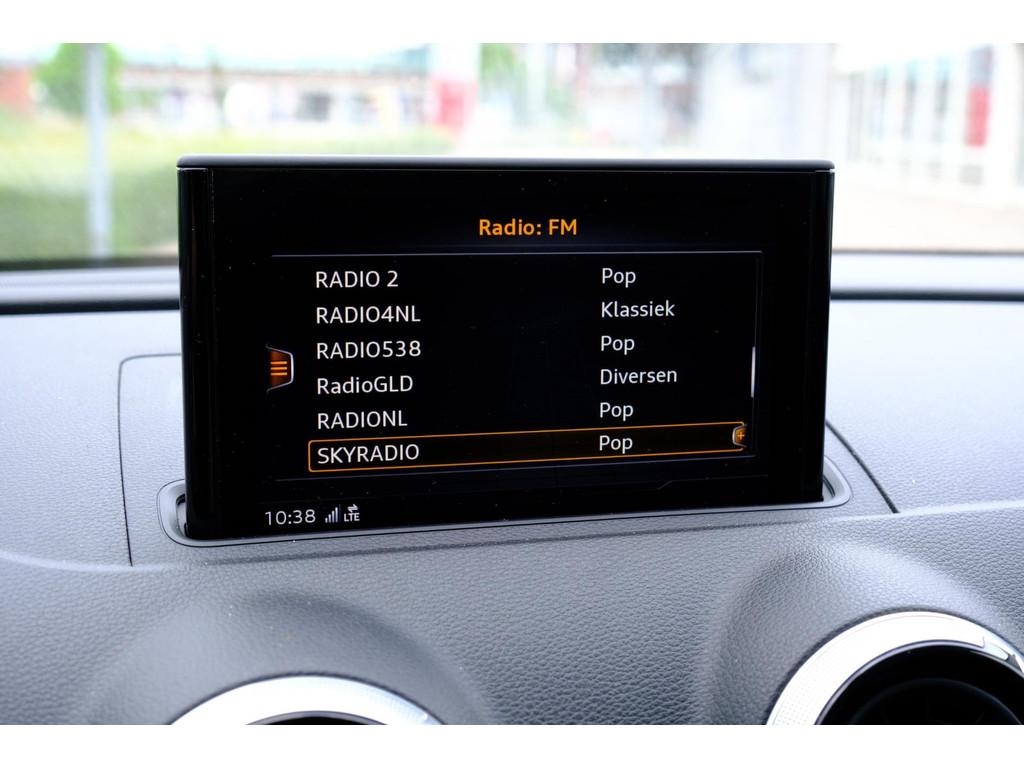 Radio: FM
RADIO 2 Pop
RADIO4NL Klassiek
RADIO538 Pop
RadioGLD Diversen
RADIONL Pop
SKYRADIO Pop
10:38 LTE